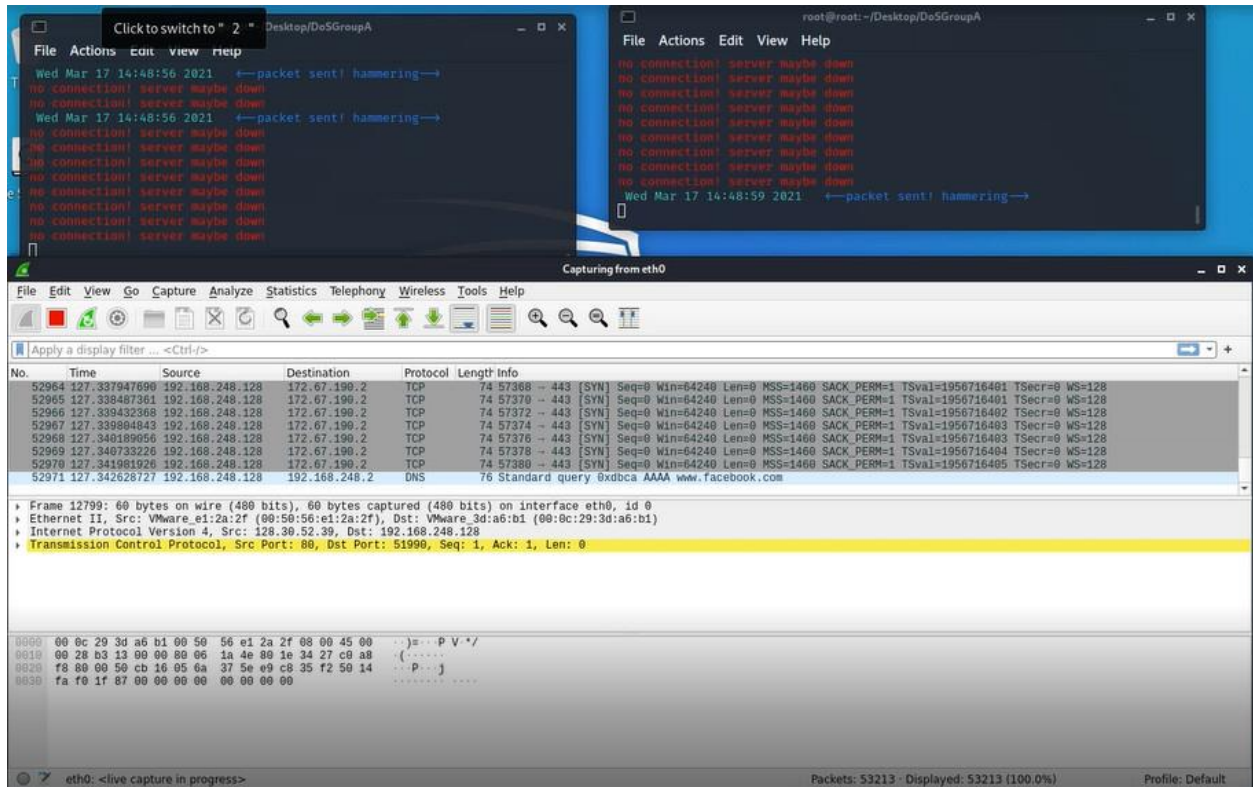 Click to switch to " 2 " Desktop/DoSGroupA
File Actions Edit View Help
Wed Mar 17 14:48:56 2021 ←—packet sent! hammering—→
no connection! server maybe down
no connection! server maybe down
Wed Mar 17 14:48:56 2021 ←—packet sent! hammering—→
no connection! server maybe down
no connection! server maybe down
no connection! server maybe down
no connection! server maybe down
no connection! server maybe down
no connection! server maybe down
no connection! server maybe down
no connection! server maybe down
root@root: ~/Desktop/DoSGroupA
File Actions Edit View Help
no connection! server maybe down
no connection! server maybe down
no connection! server maybe down
no connection! server maybe down
no connection! server maybe down
no connection! server maybe down
no connection! server maybe down
no connection! server maybe down
no connection! server maybe down
Wed Mar 17 14:48:59 2021 ←—packet sent! hammering—→
Capturing from eth0
File Edit View Go Capture Analyze Statistics Telephony Wireless Tools Help
Apply a display filter ... <Ctrl-/>
No. Time Source Destination Protocol Length Info
52964 127.337947690 192.168.248.128 172.67.190.2 TCP 74 57368 → 443 [SYN] Seq=0 Win=64240 Len=0 MSS=1460 SACK_PERM=1 TSval=1956716401 TSecr=0 WS=128
52965 127.338487361 192.168.248.128 172.67.190.2 TCP 74 57370 → 443 [SYN] Seq=0 Win=64240 Len=0 MSS=1460 SACK_PERM=1 TSval=1956716401 TSecr=0 WS=128
52966 127.339432368 192.168.248.128 172.67.190.2 TCP 74 57372 → 443 [SYN] Seq=0 Win=64240 Len=0 MSS=1460 SACK_PERM=1 TSval=1956716402 TSecr=0 WS=128
52967 127.339804843 192.168.248.128 172.67.190.2 TCP 74 57374 → 443 [SYN] Seq=0 Win=64240 Len=0 MSS=1460 SACK_PERM=1 TSval=1956716403 TSecr=0 WS=128
52968 127.340189056 192.168.248.128 172.67.190.2 TCP 74 57376 → 443 [SYN] Seq=0 Win=64240 Len=0 MSS=1460 SACK_PERM=1 TSval=1956716403 TSecr=0 WS=128
52969 127.340733226 192.168.248.128 172.67.190.2 TCP 74 57378 → 443 [SYN] Seq=0 Win=64240 Len=0 MSS=1460 SACK_PERM=1 TSval=1956716404 TSecr=0 WS=128
52970 127.341981926 192.168.248.128 172.67.190.2 TCP 74 57380 → 443 [SYN] Seq=0 Win=64240 Len=0 MSS=1460 SACK_PERM=1 TSval=1956716405 TSecr=0 WS=128
52971 127.342628727 192.168.248.128 192.168.248.2 DNS 76 Standard query 0xdbca AAAA www.facebook.com
Frame 12799: 60 bytes on wire (480 bits), 60 bytes captured (480 bits) on interface eth0, id 0
Ethernet II, Src: VMware_e1:2a:2f (00:50:56:e1:2a:2f), Dst: VMware_3d:a6:b1 (00:0c:29:3d:a6:b1)
Internet Protocol Version 4, Src: 128.30.52.39, Dst: 192.168.248.128
Transmission Control Protocol, Src Port: 80, Dst Port: 51990, Seq: 1, Ack: 1, Len: 0
0000 00 0c 29 3d a6 b1 00 50 56 e1 2a 2f 08 00 45 00 ··)=···P V·*/
0010 00 28 b3 13 00 00 80 06 1a 4e 80 1e 34 27 c0 a8 ·(······
0020 f8 80 00 50 cb 16 05 6a 37 5e e9 c8 35 f2 50 14 ···P···j
0030 fa f0 1f 87 00 00 00 00 00 00 00 00 ········ ····
eth0: <live capture in progress>
Packets: 53213 · Displayed: 53213 (100.0%)
Profile: Default